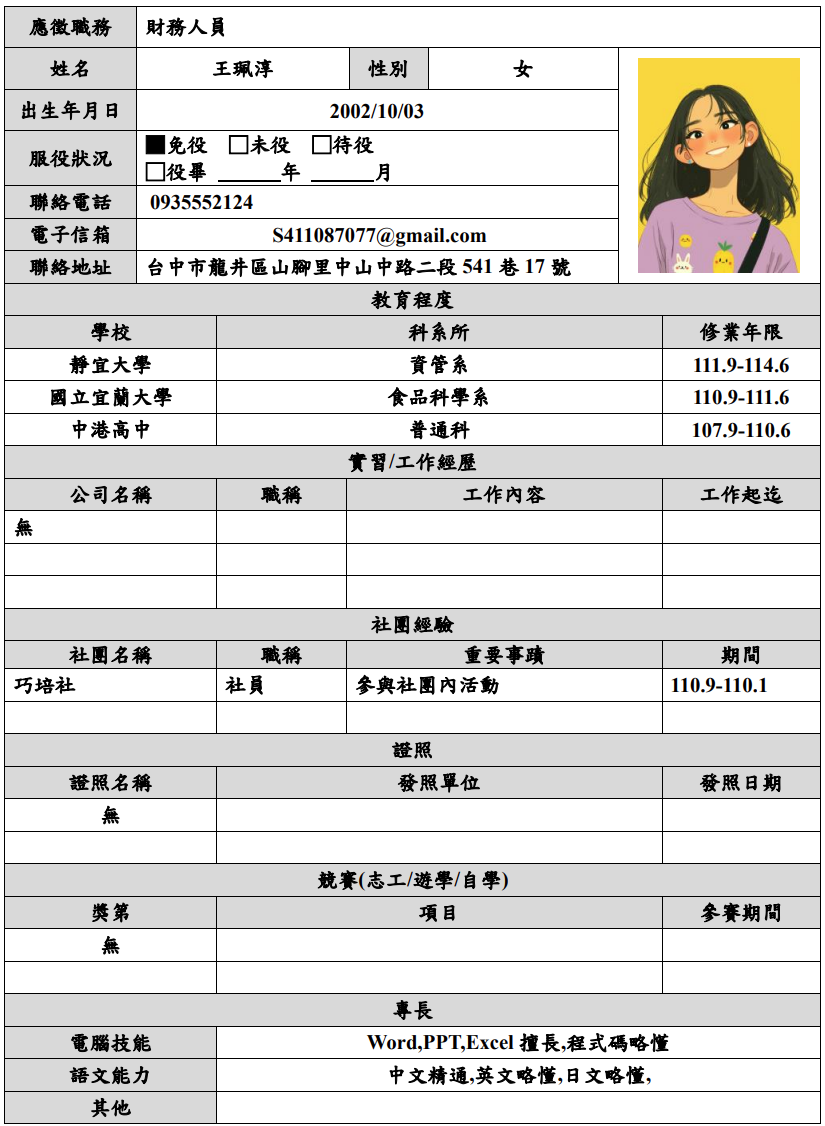 應徵職務 財務人員
姓名 王珮淳 性別 女
出生年月日 2002/10/03
服役狀況 ■免役 □未役 □待役
□役畢 ______年 ______月
聯絡電話 0935552124
電子信箱 S411087077@gmail.com
聯絡地址 台中市龍井區山腳里中山中路二段 541 巷 17 號
教育程度
學校 科系所 修業年限
靜宜大學 資管系 111.9-114.6
國立宜蘭大學 食品科學系 110.9-111.6
中港高中 普通科 107.9-110.6
實習/工作經歷
公司名稱 職稱 工作內容 工作起迄
無
社團經驗
社團名稱 職稱 重要事蹟 期間
巧培社 社員 參與社團內活動 110.9-110.1
證照
證照名稱 發照單位 發照日期
無
競賽(志工/遊學/自學)
獎第 項目 參賽期間
無
專長
電腦技能 Word,PPT,Excel 擅長,程式碼略懂
語文能力 中文精通,英文略懂,日文略懂,
其他